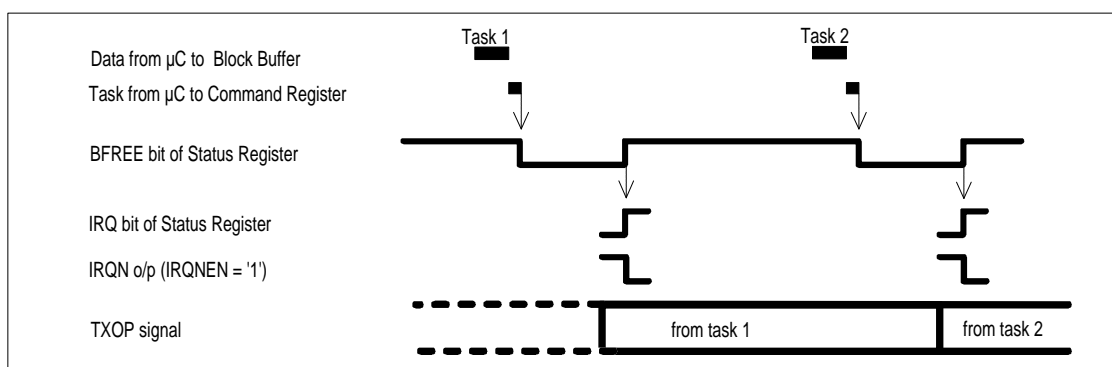 Task 1
Task 2
Data from µC to Block Buffer
Task from µC to Command Register
BFREE bit of Status Register
IRQ bit of Status Register
IRQN o/p (IRQNEN = '1')
TXOP signal
from task 1
from task 2